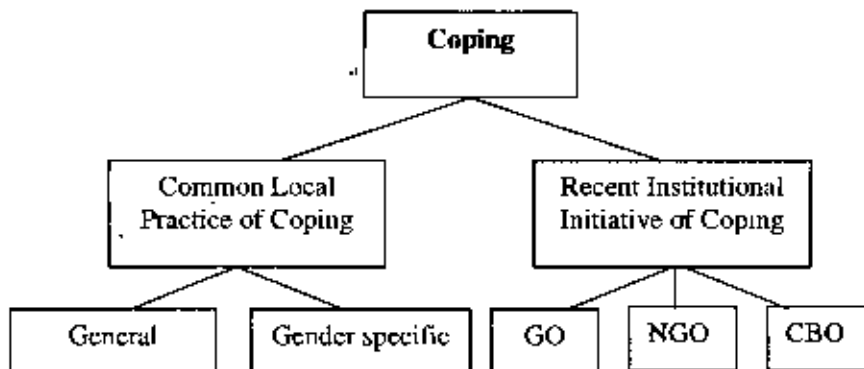 Coping
Common Local
Practice of Coping
Recent Institutional
Initiative of Coping
General
Gender specific
GO
NGO
CBO